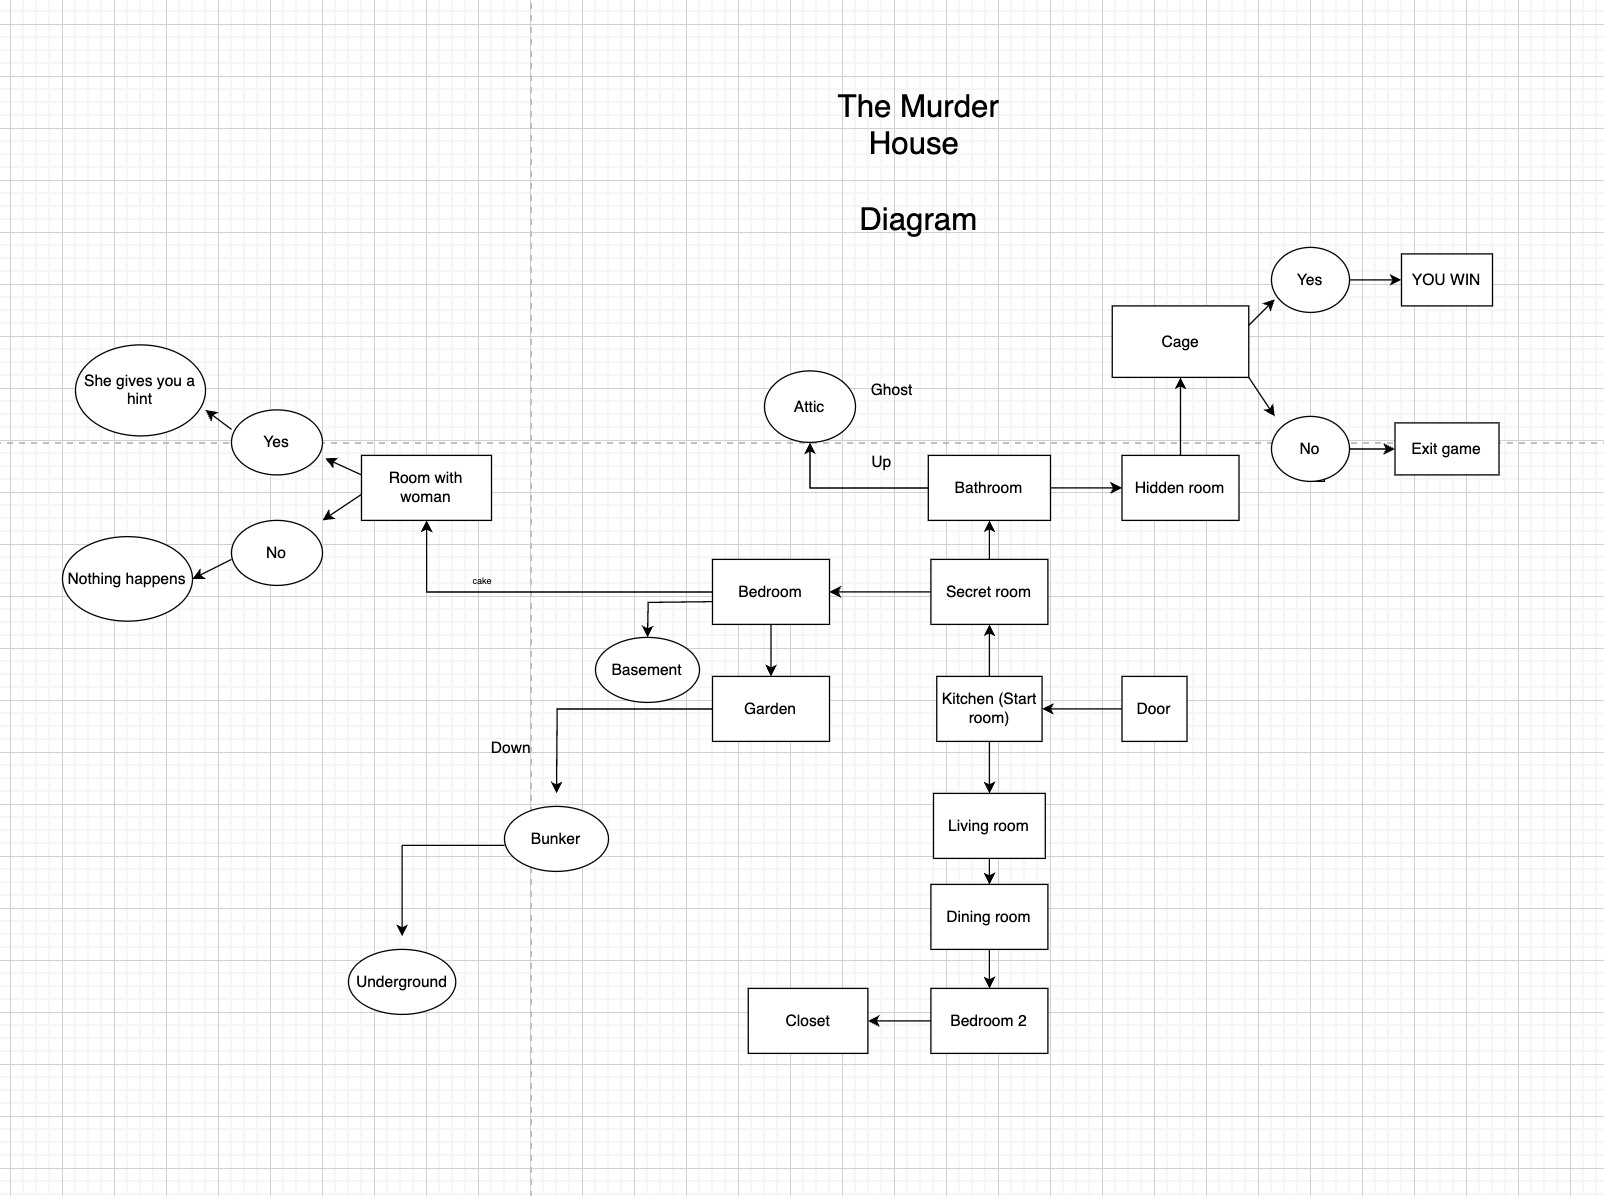 The Murder
House
Diagram
Yes
YOU WIN
Cage
She gives you a
hint
Ghost
Attic
Yes
No
Exit game
Up
Room with
woman
Bathroom
Hidden room
No
Nothing happens
cake
Bedroom
Secret room
Basement
Kitchen (Start
room)
Garden
Door
Down
Living room
Bunker
Dining room
Underground
Closet
Bedroom 2